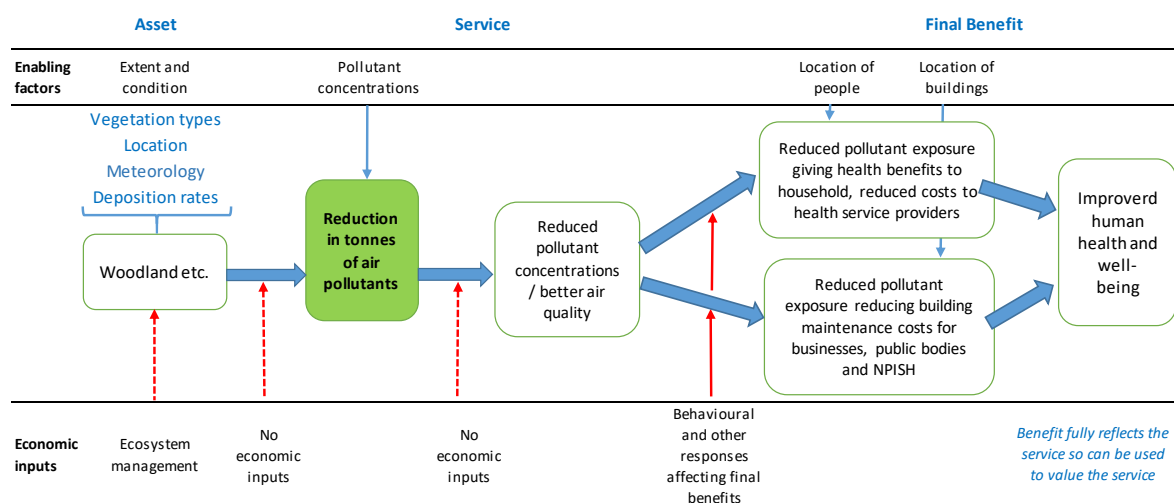 Asset
Service
Final Benefit
Enabling
factors
Extent and
condition
Pollutant
concentrations
Location of
people
Location of
buildings
Vegetation types
Location
Meteorology
Deposition rates
Woodland etc.
Reduction
in tonnes
of air
pollutants
Reduced
pollutant
concentrations
/ better air
quality
Reduced pollutant exposure
giving health benefits to
household, reduced costs to
health service providers
Reduced pollutant
exposure reducing building
maintenance costs for
businesses, public bodies
and NPISH
Improverd
human
health and
well-
being
Economic
inputs
Ecosystem
management
No
economic
inputs
No
economic
inputs
Behavioural
and other
responses
affecting final
benefits
Benefit fully reflects the
service so can be used
to value the service